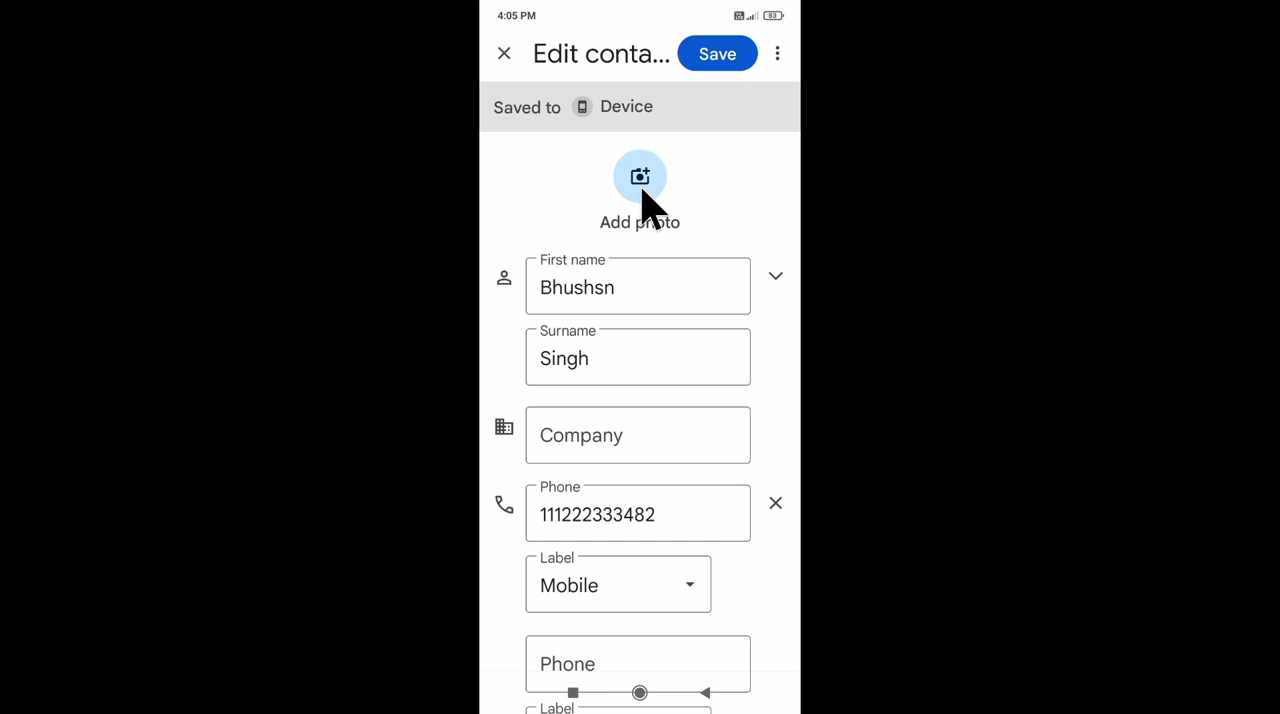 4:05 PM
83
Edit conta... Save
Saved to Device
Add photo
First name
Bhushsn
Surname
Singh
Company
Phone
111222333482
Label
Mobile
Phone
Label